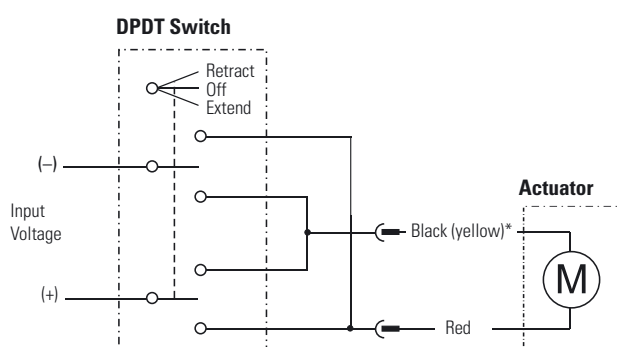 DPDT Switch
Retract
Off
Extend
(–)
Input
Voltage
(+)
Actuator
Black (yellow)*
M
Red